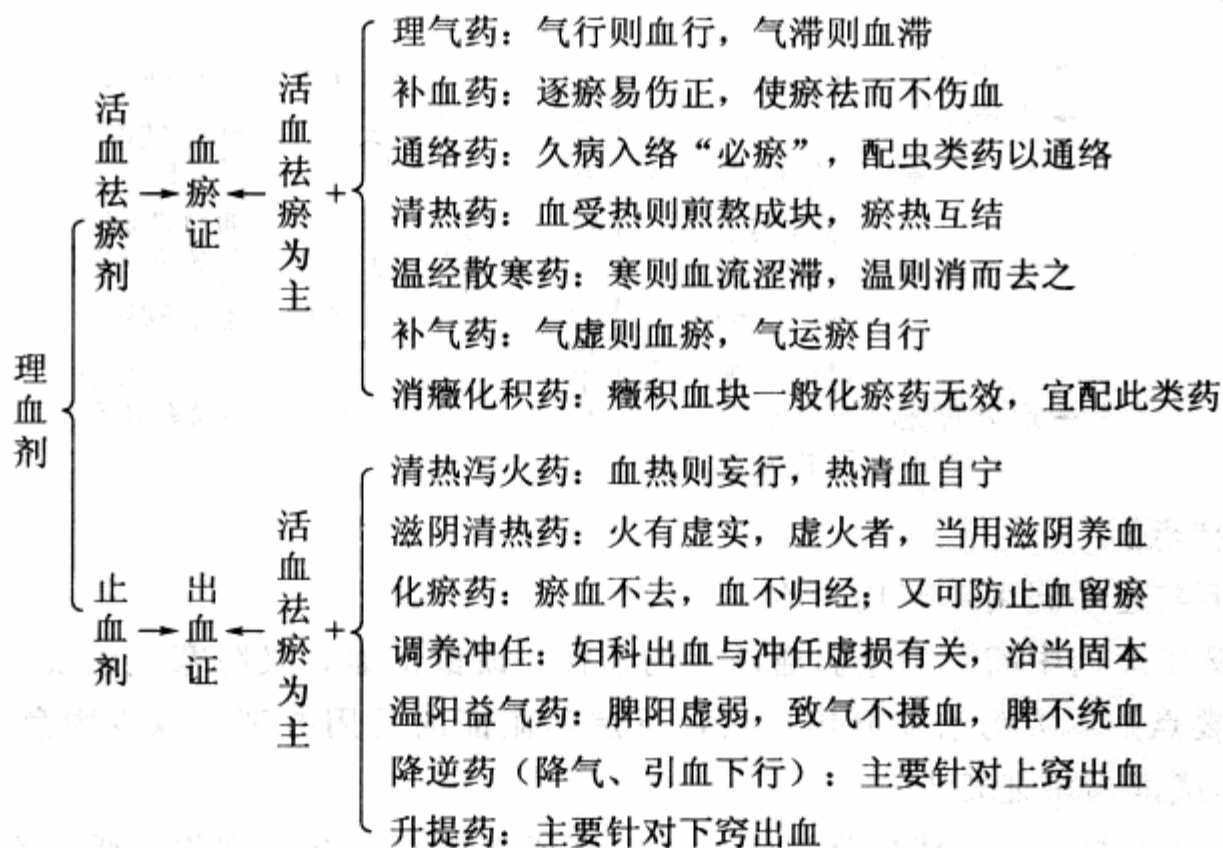 理血剂
活血祛瘀剂
血瘀证
活血祛瘀为主
+
理气药：气行则血行，气滞则血滞
补血药：逐瘀易伤正，使瘀祛而不伤血
通络药：久病入络“必瘀”，配虫类药以通络
清热药：血受热则煎熬成块，瘀热互结
温经散寒药：寒则血流涩滞，温则消而去之
补气药：气虚则血瘀，气运瘀自行
消癥化积药：癥积血块一般化瘀药无效，宜配此类药
止血剂
出血证
活血祛瘀为主
+
清热泻火药：血热则妄行，热清血自宁
滋阴清热药：火有虚实，虚火者，当用滋阴养血
化瘀药：瘀血不去，血不归经；又可防止血留瘀
调养冲任：妇科出血与冲任虚损有关，治当固本
温阳益气药：脾阳虚弱，致气不摄血，脾不统血
降逆药（降气、引血下行）：主要针对上窍出血
升提药：主要针对下窍出血